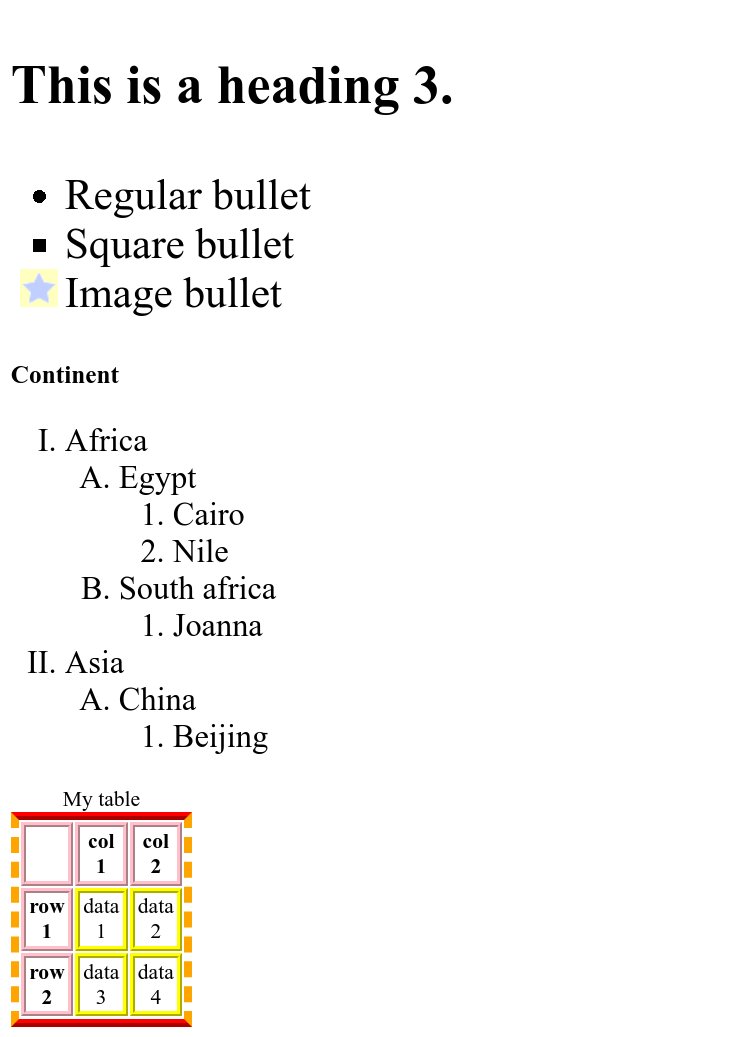 This is a heading 3.
Regular bullet
Square bullet
Image bullet
Continent
I. Africa
A. Egypt
1. Cairo
2. Nile
B. South africa
1. Joanna
II. Asia
A. China
1. Beijing
My table
col col
1 2
row data data
1 1 2
row data data
2 3 4